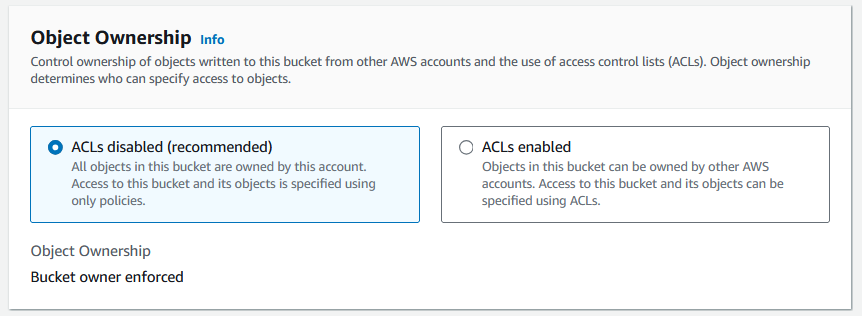 Object Ownership Info
Control ownership of objects written to this bucket from other AWS accounts and the use of access control lists (ACLs). Object ownership
determines who can specify access to objects.
ACLs disabled (recommended)
All objects in this bucket are owned by this account.
Access to this bucket and its objects is specified using
only policies.
ACLs enabled
Objects in this bucket can be owned by other AWS
accounts. Access to this bucket and its objects can be
specified using ACLs.
Object Ownership
Bucket owner enforced